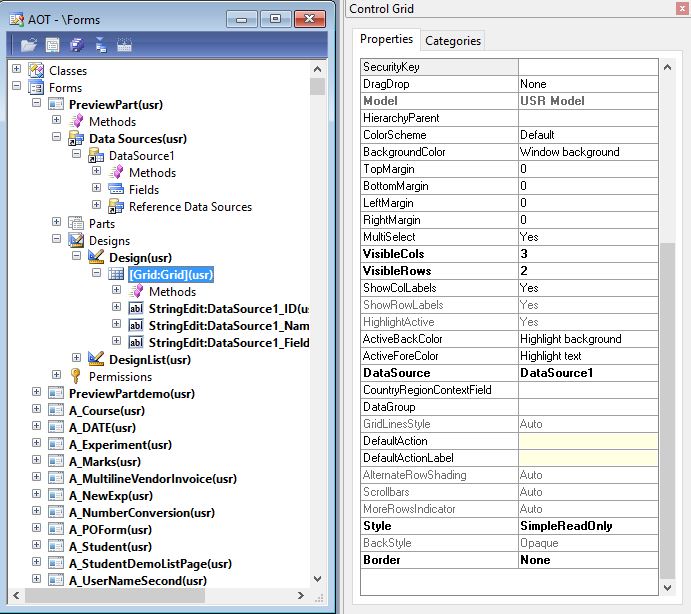 AOT - \Forms
Classes
Forms
PreviewPart(usr)
Methods
Data Sources(usr)
DataSource1
Methods
Fields
Reference Data Sources
Parts
Designs
Design(usr)
[Grid:Grid](usr)
Methods
StringEdit:DataSource1_ID(u
StringEdit:DataSource1_Nam
StringEdit:DataSource1_Field
DesignList(usr)
Permissions
PreviewPartdemo(usr)
A_Course(usr)
A_DATE(usr)
A_Experiment(usr)
A_Marks(usr)
A_MultilineVendorInvoice(usr)
A_NewExp(usr)
A_NumberConversion(usr)
A_POForm(usr)
A_Student(usr)
A_StudentDemoListPage(usr)
A_UserNameSecond(usr)
Control Grid
Properties Categories
SecurityKey
DragDrop None
Model USR Model
HierarchyParent
ColorScheme Default
BackgroundColor Window background
TopMargin 0
BottomMargin 0
LeftMargin 0
RightMargin 0
MultiSelect Yes
VisibleCols 3
VisibleRows 2
ShowColLabels Yes
ShowRowLabels Yes
HighlightActive Yes
ActiveBackColor Highlight background
ActiveForeColor Highlight text
DataSource DataSource1
CountryRegionContextField
DataGroup
GridLinesStyle Auto
DefaultAction
DefaultActionLabel
AlternateRowShading Auto
Scrollbars Auto
MoreRowsIndicator Auto
Style SimpleReadOnly
BackStyle Opaque
Border None